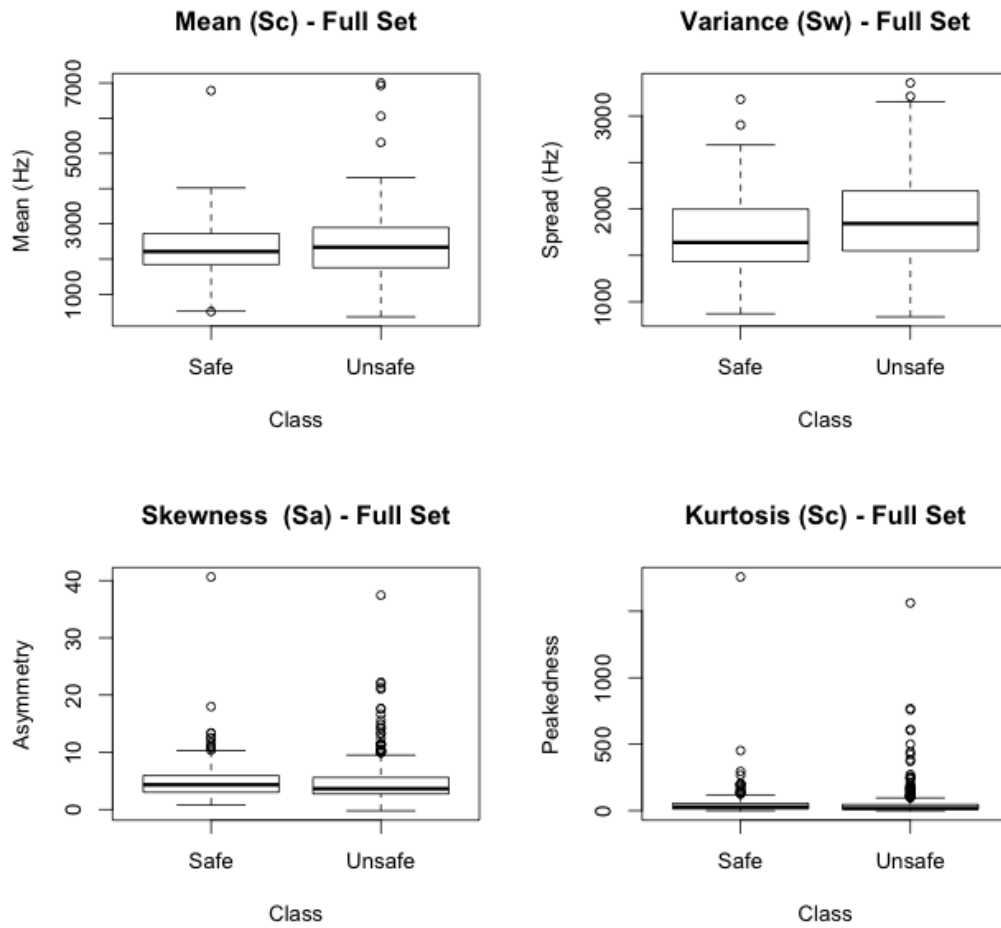 Mean (Sc) - Full Set
Mean (Hz)
7000
5000
3000
1000
Safe
Unsafe
Class
Variance (Sw) - Full Set
Spread (Hz)
3000
2000
1000
Safe
Unsafe
Class
Skewness (Sa) - Full Set
Asymmetry
40
30
20
10
0
Safe
Unsafe
Class
Kurtosis (Sc) - Full Set
Peakedness
1000
500
0
Safe
Unsafe
Class